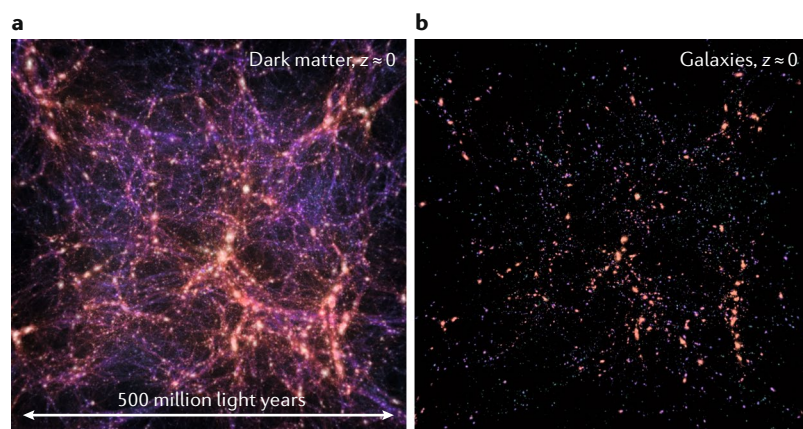 a
b
Dark matter, z ≈ 0
Galaxies, z ≈ 0
500 million light years